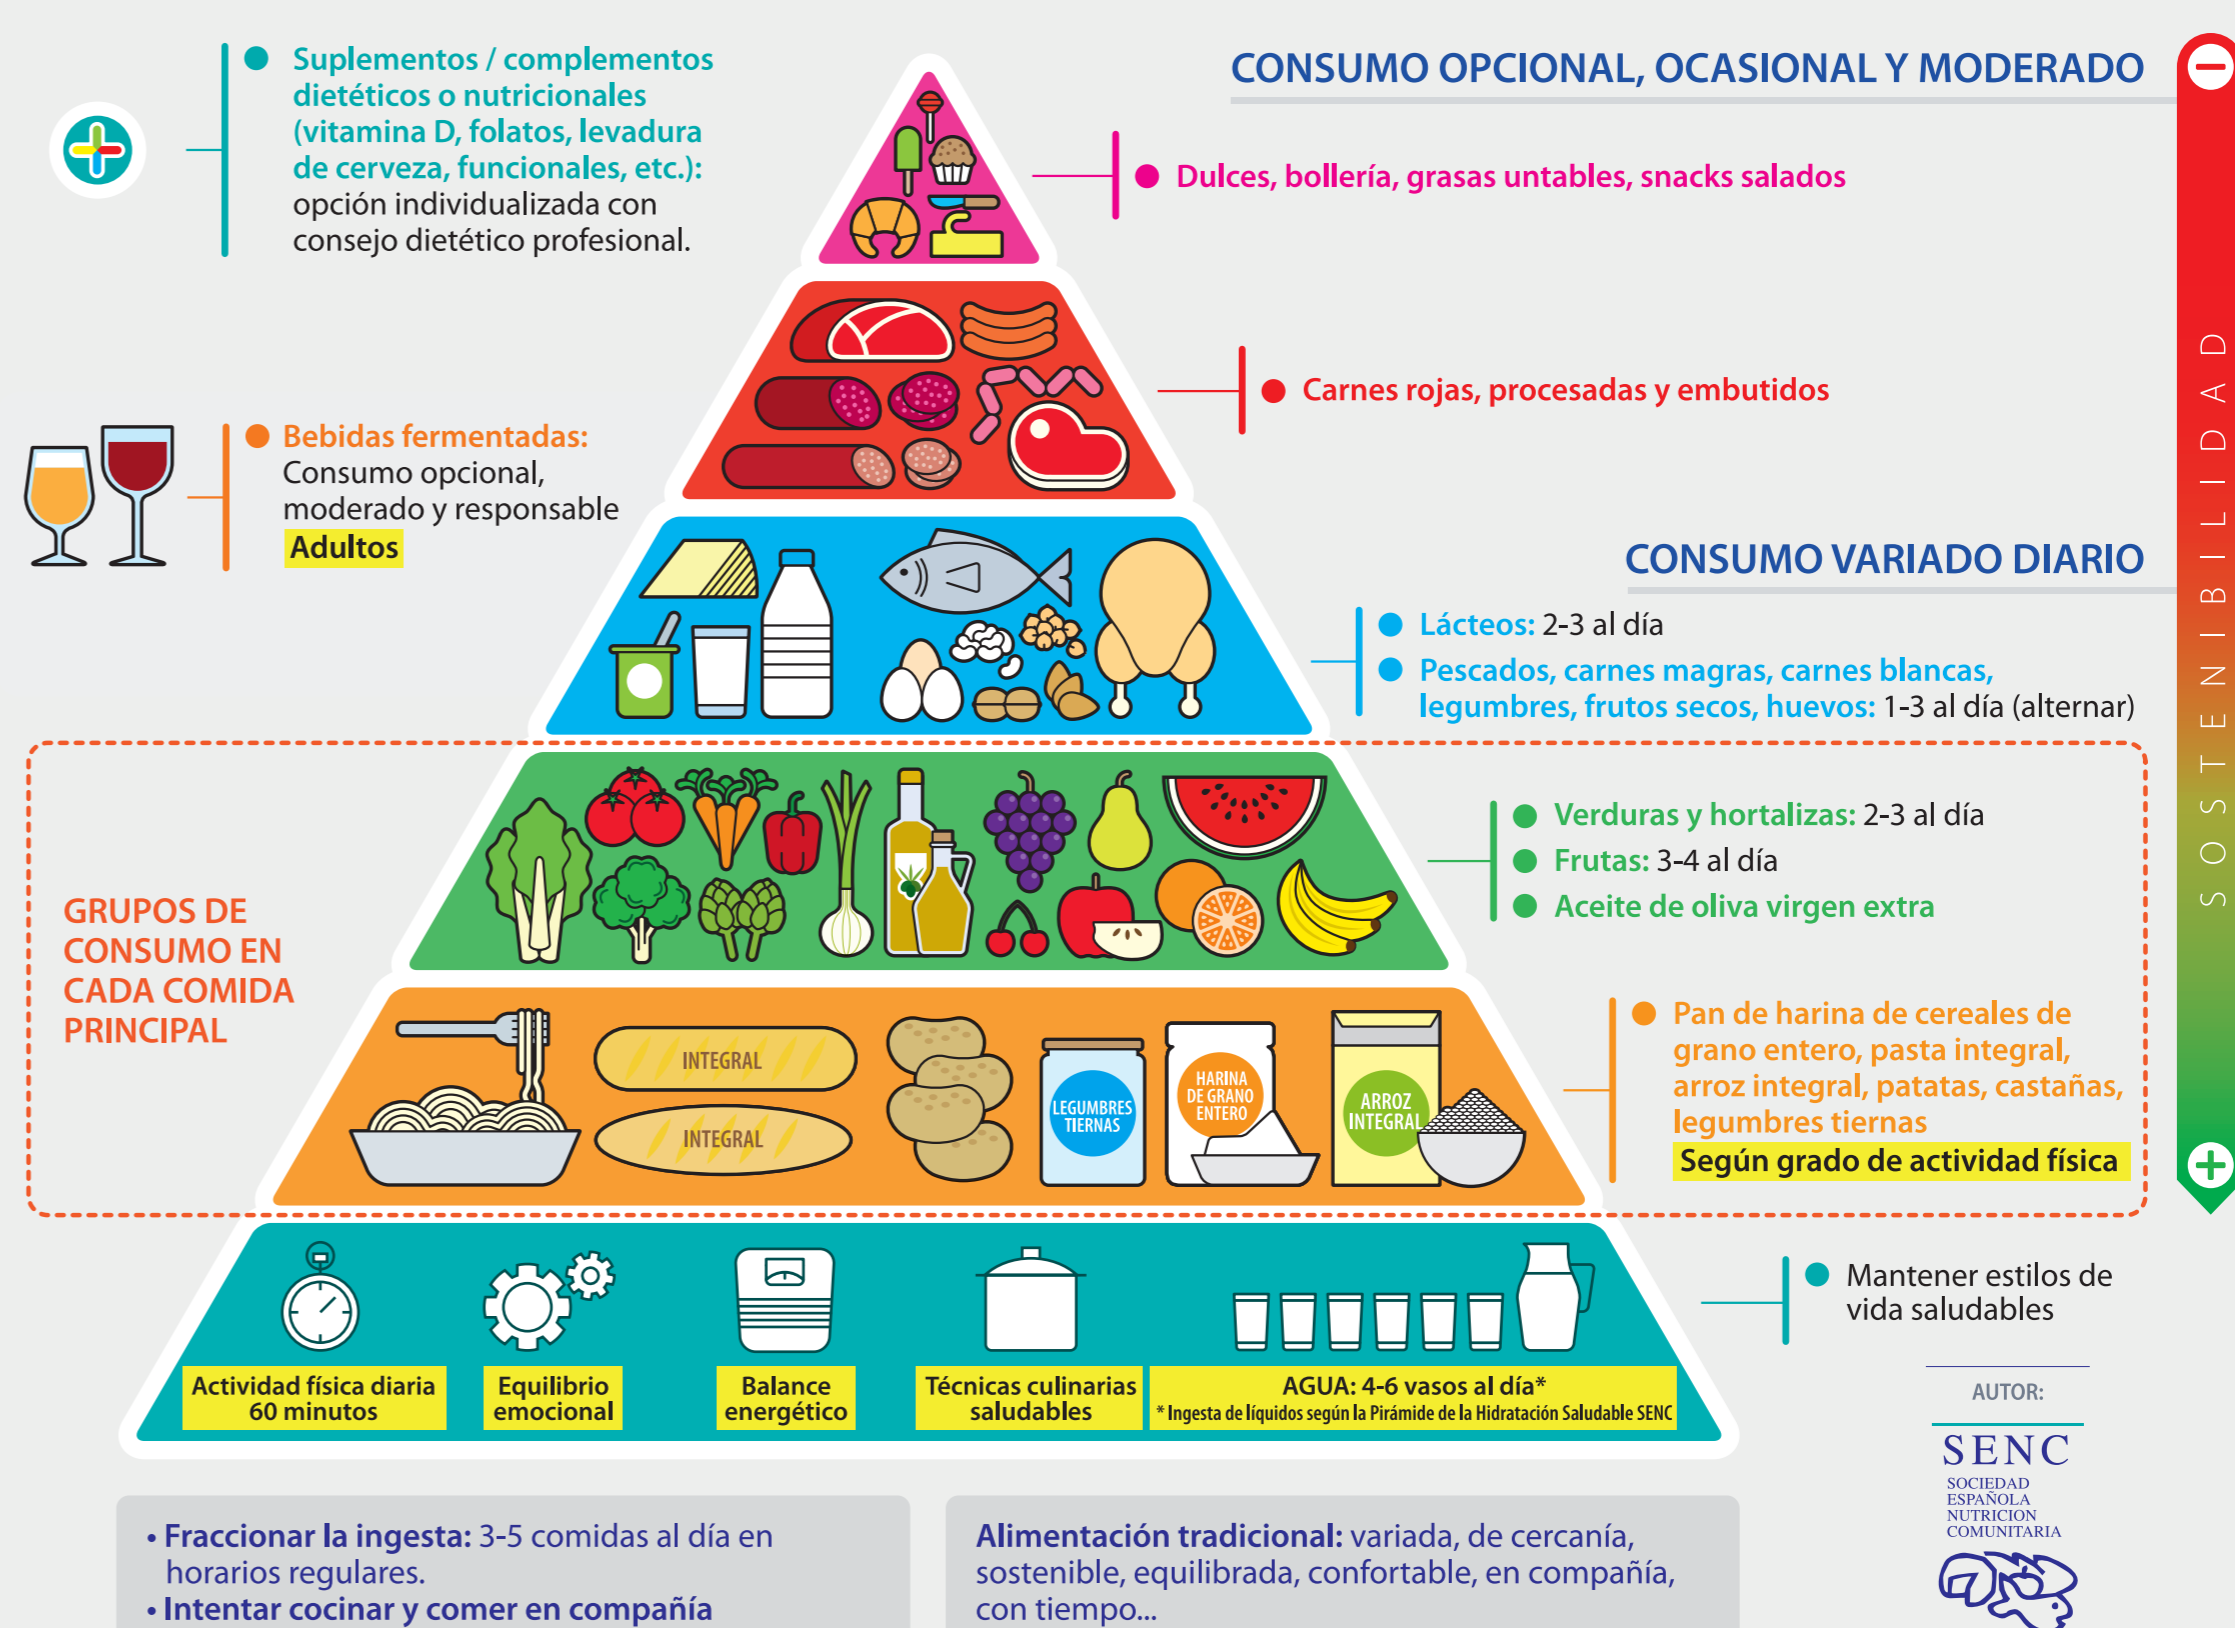 Suplementos / complementos
dietéticos o nutricionales
(vitamina D, folatos, levadura
de cerveza, funcionales, etc.):
opción individualizada con
consejo dietético profesional.
CONSUMO OPCIONAL, OCASIONAL Y MODERADO
Dulces, bollería, grasas untables, snacks salados
Carnes rojas, procesadas y embutidos
Bebidas fermentadas:
Consumo opcional,
moderado y responsable
Adultos
CONSUMO VARIADO DIARIO
Lácteos: 2-3 al día
Pescados, carnes magras, carnes blancas,
legumbres, frutos secos, huevos: 1-3 al día (alternar)
SOSTENIBILIDAD
GRUPOS DE
CONSUMO EN
CADA COMIDA
PRINCIPAL
Verduras y hortalizas: 2-3 al día
Frutas: 3-4 al día
Aceite de oliva virgen extra
INTEGRAL
INTEGRAL
LEGUMBRES
TIERNAS
HARINA
DE GRANO
ENTERO
ARROZ
INTEGRAL
Pan de harina de cereales de
grano entero, pasta integral,
arroz integral, patatas, castañas,
legumbres tiernas
Según grado de actividad física
Mantener estilos de
vida saludables
Actividad física diaria
60 minutos
Equilibrio
emocional
Balance
energético
Técnicas culinarias
saludables
AGUA: 4-6 vasos al día*
* Ingesta de líquidos según la Pirámide de la Hidratación Saludable SENC
AUTOR:
SENC
SOCIEDAD
ESPAÑOLA
NUTRICION
COMUNITARIA
• Fraccionar la ingesta: 3-5 comidas al día en
horarios regulares.
• Intentar cocinar y comer en compañía
Alimentación tradicional: variada, de cercanía,
sostenible, equilibrada, confortable, en compañía,
con tiempo...